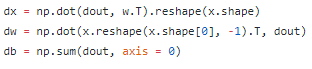 dx = np.dot(dout, w.T).reshape(x.shape)
dw = np.dot(x.reshape(x.shape[0], -1).T, dout)
db = np.sum(dout, axis = 0)